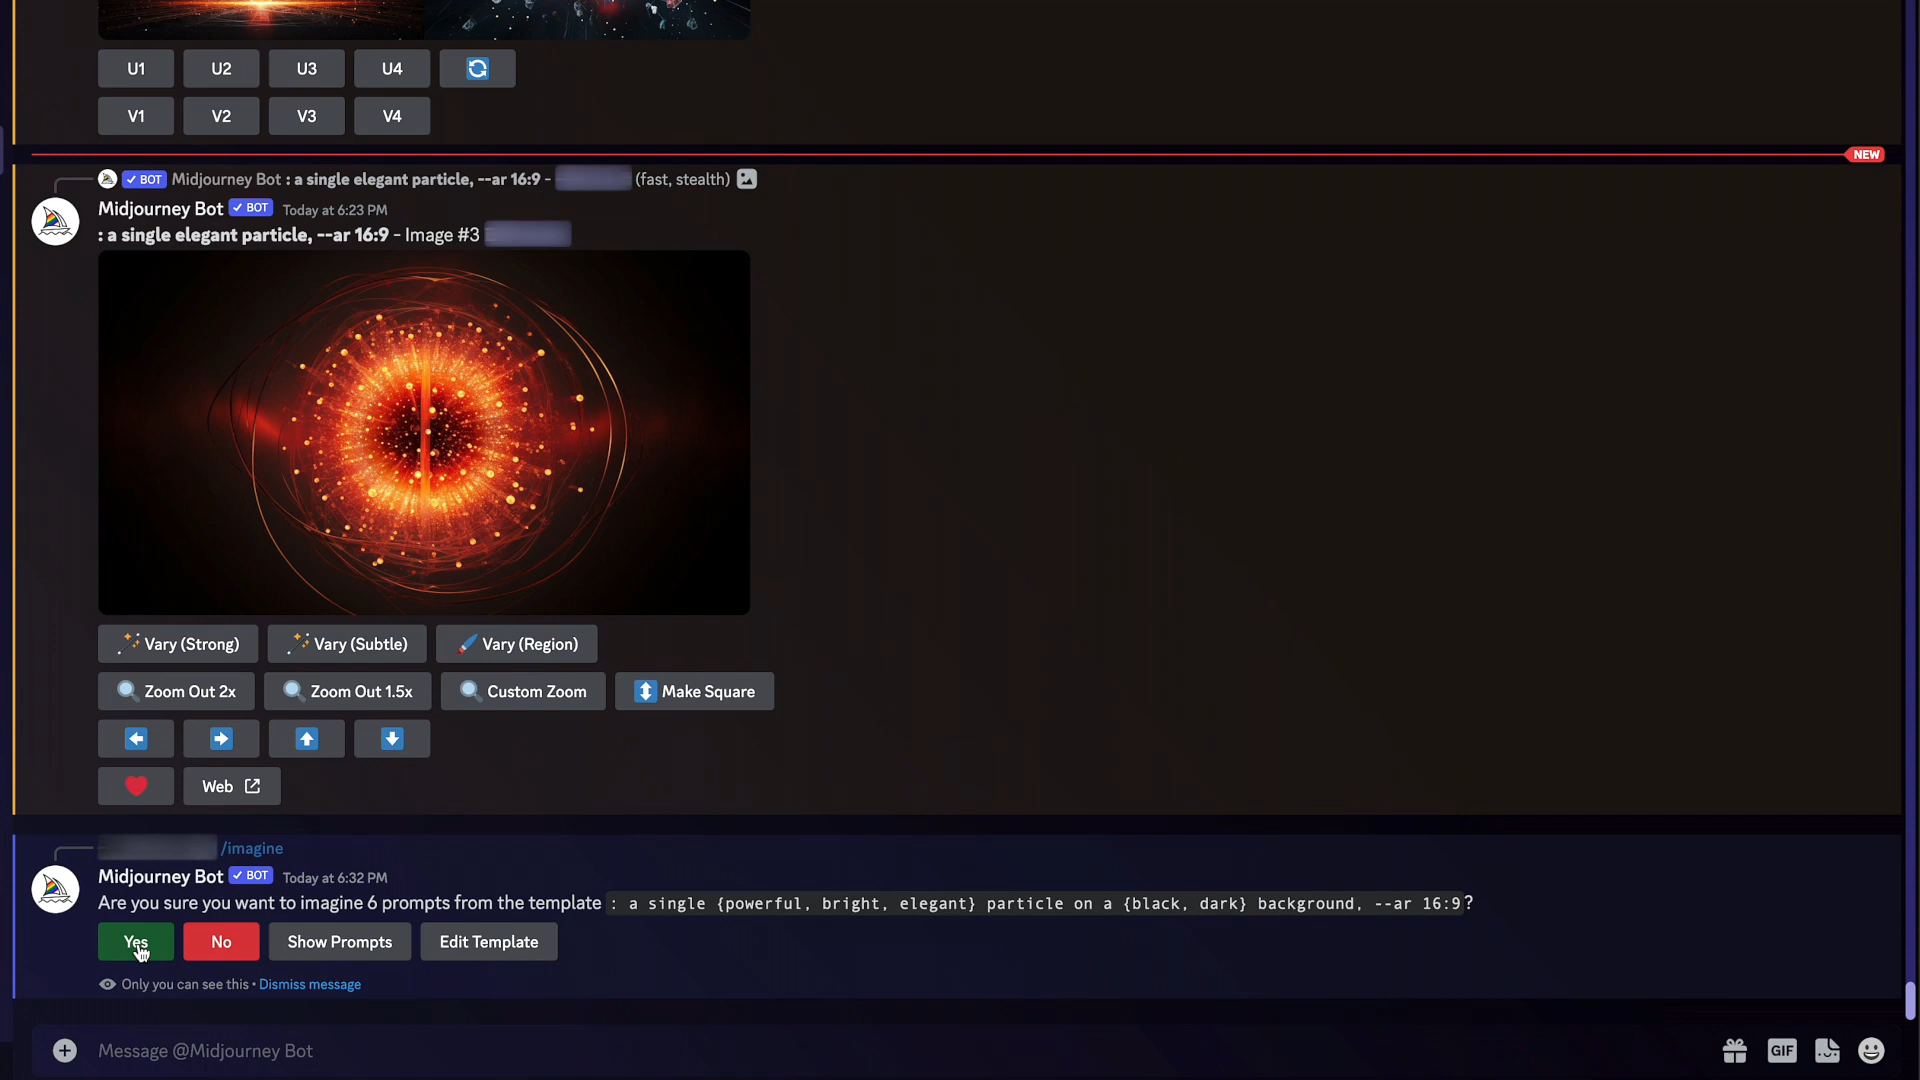 U1 U2 U3 U4
V1 V2 V3 V4
NEW
✓ BOT Midjourney Bot : a single elegant particle, --ar 16:9 - (fast, stealth)
Midjourney Bot ✓ BOT Today at 6:23 PM
: a single elegant particle, --ar 16:9 - Image #3
Vary (Strong) Vary (Subtle) Vary (Region)
Zoom Out 2x Zoom Out 1.5x Custom Zoom Make Square
Web
/imagine
Midjourney Bot ✓ BOT Today at 6:32 PM
Are you sure you want to imagine 6 prompts from the template : a single {powerful, bright, elegant} particle on a {black, dark} background, --ar 16:9?
Yes No Show Prompts Edit Template
Only you can see this • Dismiss message
Message @Midjourney Bot GIF